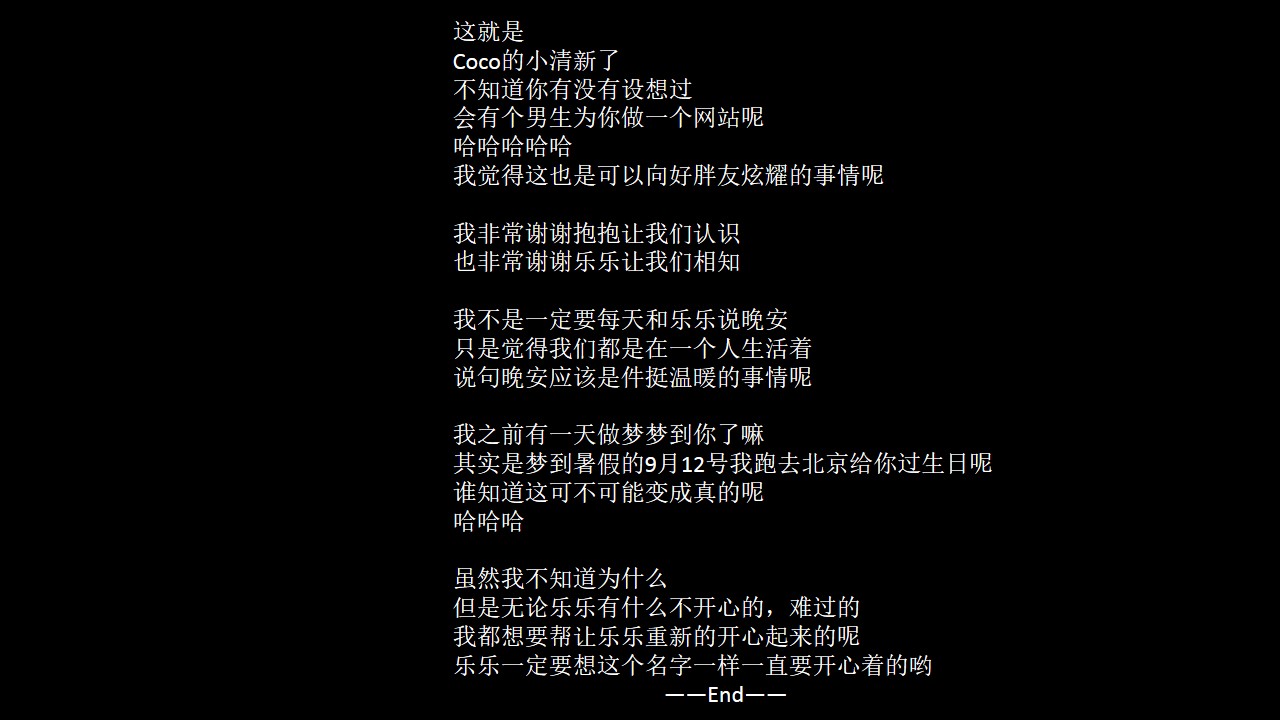 这就是
Coco的小清新了
不知道你有没有设想过
会有个男生为你做一个网站呢
哈哈哈哈哈
我觉得这也是可以向好胖友炫耀的事情呢
我非常谢谢抱抱让我们认识
也非常谢谢乐乐让我们相知
我不是一定要每天和乐乐说晚安
只是觉得我们都是在一个人生活着
说句晚安应该是件挺温暖的事情呢
我之前有一天做梦梦到你了嘛
其实是梦到暑假的9月12号我跑去北京给你过生日呢
谁知道这可不可能变成真的呢
哈哈哈
虽然我不知道为什么
但是无论乐乐有什么不开心的，难过的
我都想要帮让乐乐重新的开心起来的呢
乐乐一定要想这个名字一样一直要开心着的哟
——End——